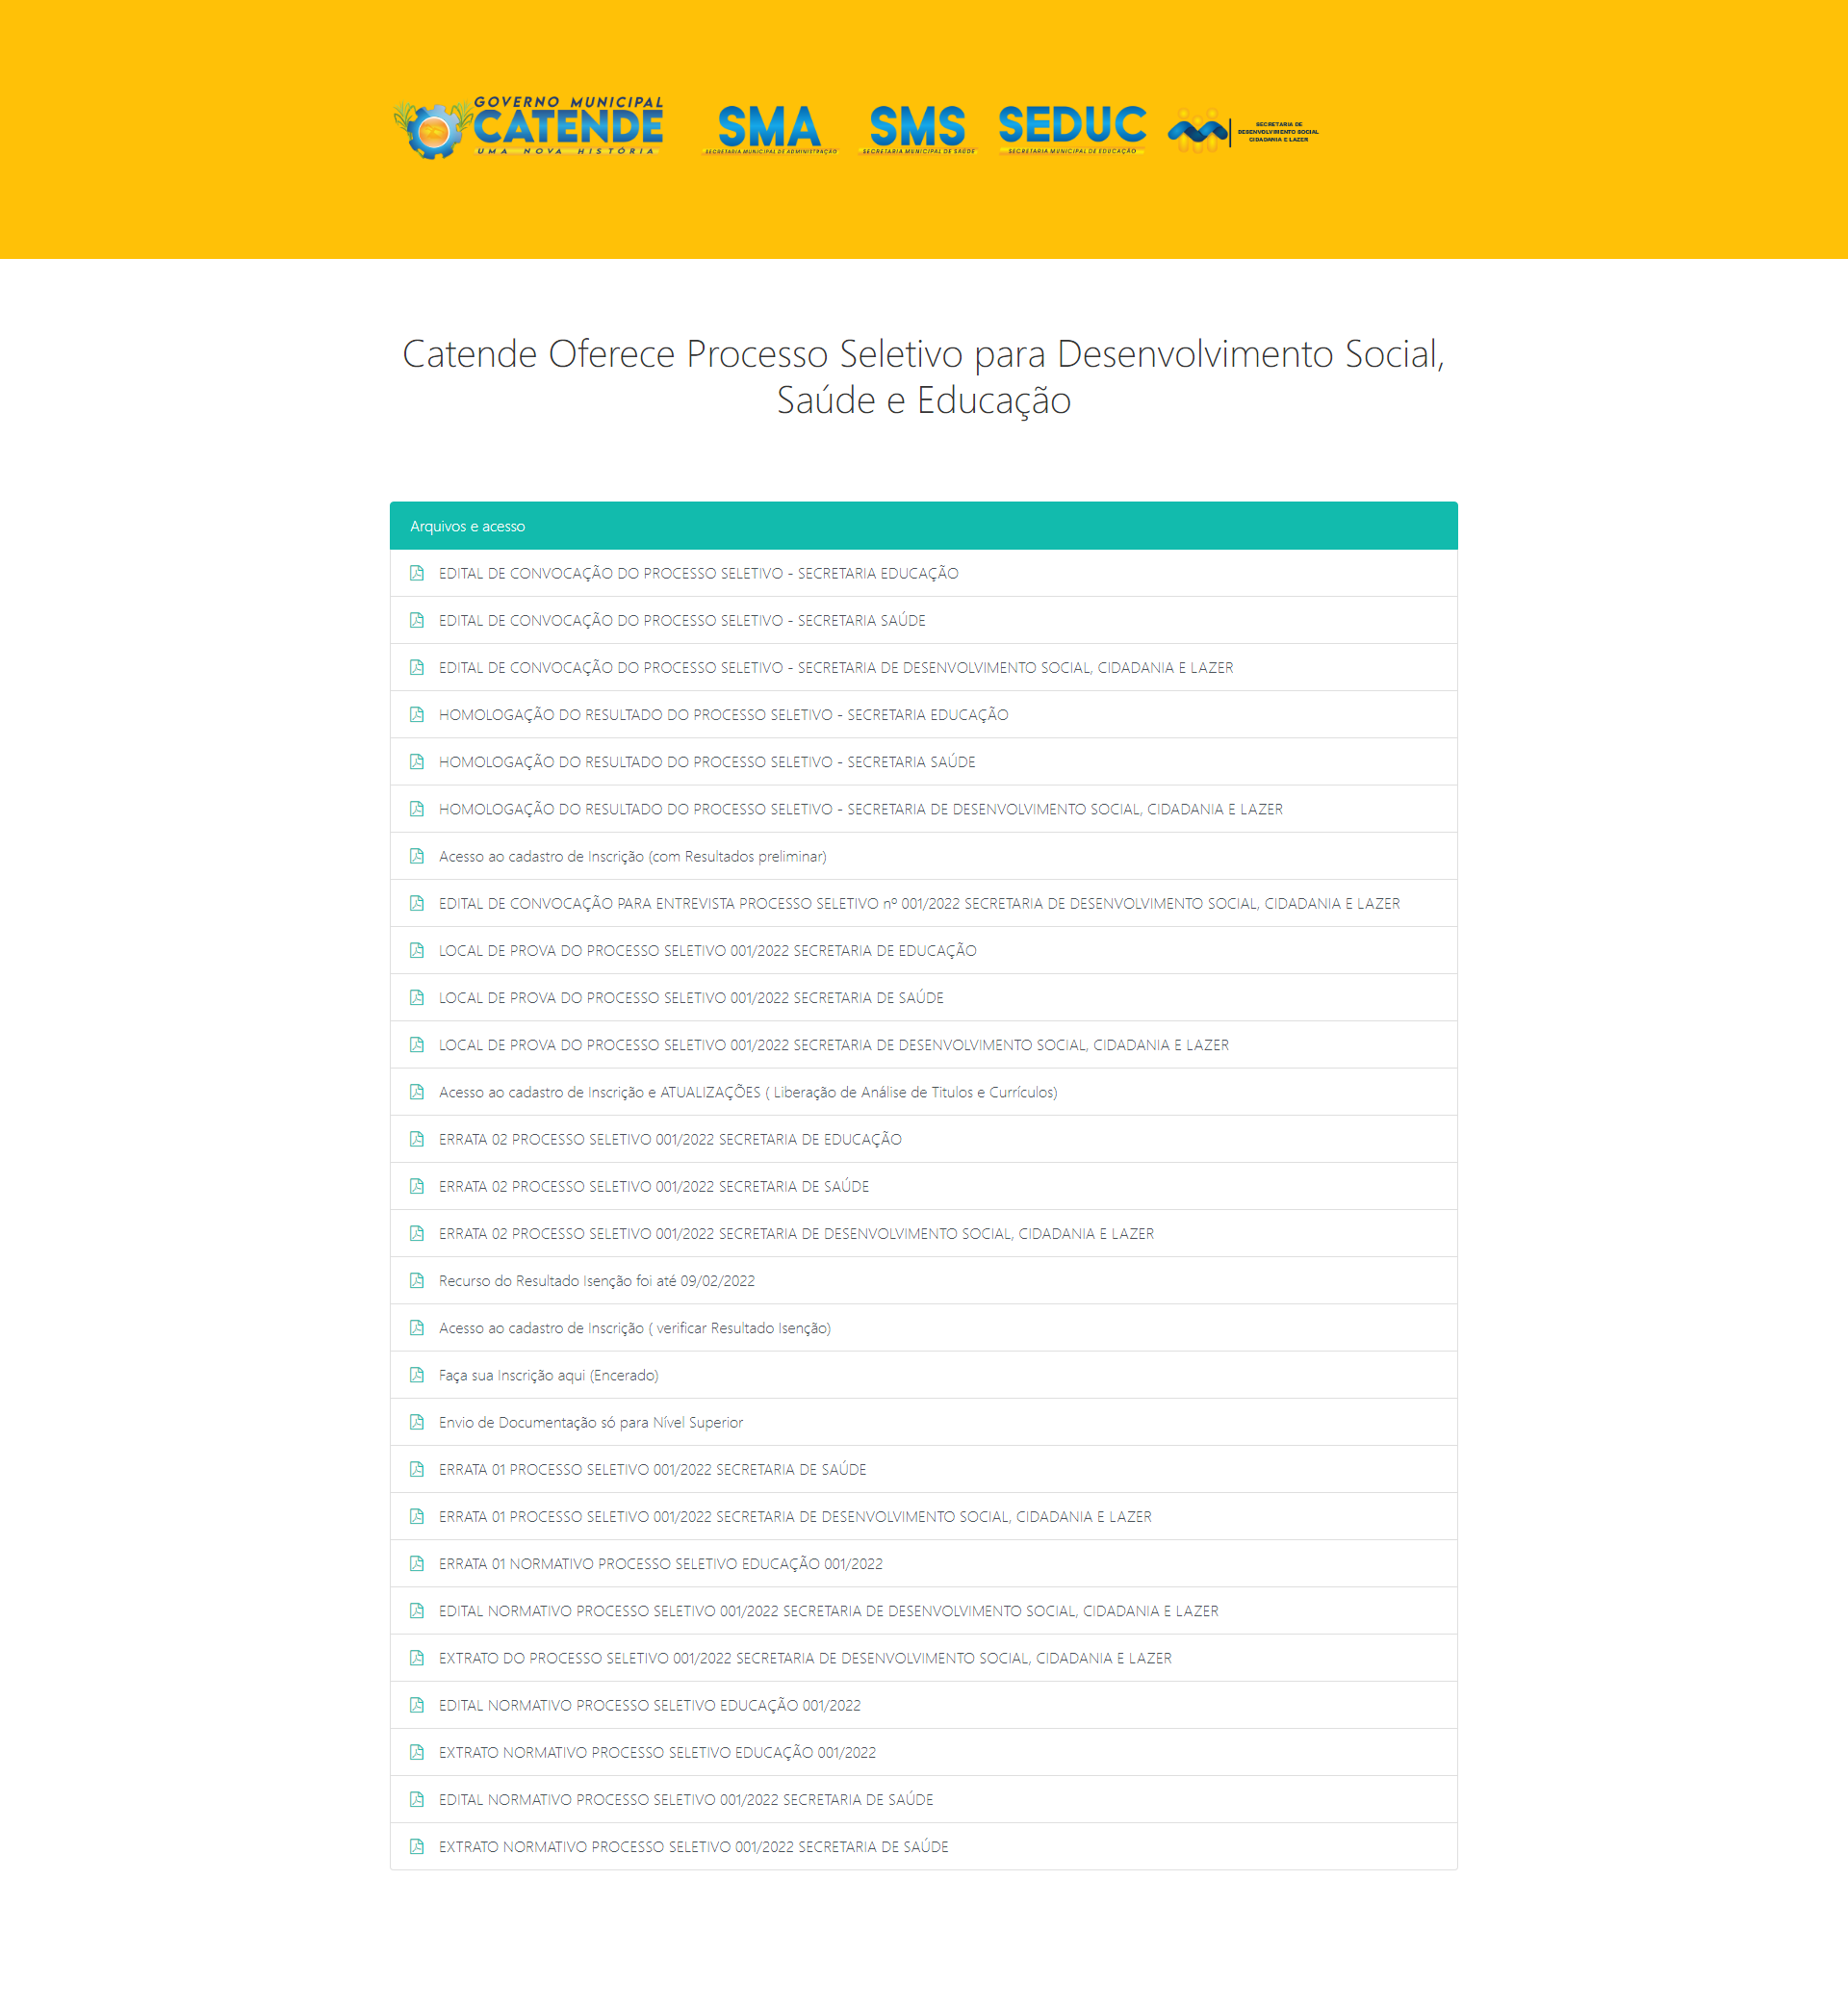 GOVERNO MUNICIPAL
CATENDE
UMA NOVA HISTÓRIA
SMA
SECRETARIA MUNICIPAL DE ADMINISTRAÇÃO
SMS
SECRETARIA MUNICIPAL DE SAÚDE
SEDUC
SECRETARIA MUNICIPAL DE EDUCAÇÃO
SECRETARIA DE
DESENVOLVIMENTO SOCIAL
CIDADANIA E LAZER
Catende Oferece Processo Seletivo para Desenvolvimento Social,
Saúde e Educação
Arquivos e acesso
EDITAL DE CONVOCAÇÃO DO PROCESSO SELETIVO - SECRETARIA EDUCAÇÃO
EDITAL DE CONVOCAÇÃO DO PROCESSO SELETIVO - SECRETARIA SAÚDE
EDITAL DE CONVOCAÇÃO DO PROCESSO SELETIVO - SECRETARIA DE DESENVOLVIMENTO SOCIAL, CIDADANIA E LAZER
HOMOLOGAÇÃO DO RESULTADO DO PROCESSO SELETIVO - SECRETARIA EDUCAÇÃO
HOMOLOGAÇÃO DO RESULTADO DO PROCESSO SELETIVO - SECRETARIA SAÚDE
HOMOLOGAÇÃO DO RESULTADO DO PROCESSO SELETIVO - SECRETARIA DE DESENVOLVIMENTO SOCIAL, CIDADANIA E LAZER
Acesso ao cadastro de Inscrição (com Resultados preliminar)
EDITAL DE CONVOCAÇÃO PARA ENTREVISTA PROCESSO SELETIVO nº 001/2022 SECRETARIA DE DESENVOLVIMENTO SOCIAL, CIDADANIA E LAZER
LOCAL DE PROVA DO PROCESSO SELETIVO 001/2022 SECRETARIA DE EDUCAÇÃO
LOCAL DE PROVA DO PROCESSO SELETIVO 001/2022 SECRETARIA DE SAÚDE
LOCAL DE PROVA DO PROCESSO SELETIVO 001/2022 SECRETARIA DE DESENVOLVIMENTO SOCIAL, CIDADANIA E LAZER
Acesso ao cadastro de Inscrição e ATUALIZAÇÕES ( Liberação de Análise de Titulos e Currículos)
ERRATA 02 PROCESSO SELETIVO 001/2022 SECRETARIA DE EDUCAÇÃO
ERRATA 02 PROCESSO SELETIVO 001/2022 SECRETARIA DE SAÚDE
ERRATA 02 PROCESSO SELETIVO 001/2022 SECRETARIA DE DESENVOLVIMENTO SOCIAL, CIDADANIA E LAZER
Recurso do Resultado Isenção foi até 09/02/2022
Acesso ao cadastro de Inscrição ( verificar Resultado Isenção)
Faça sua Inscrição aqui (Encerado)
Envio de Documentação só para Nível Superior
ERRATA 01 PROCESSO SELETIVO 001/2022 SECRETARIA DE SAÚDE
ERRATA 01 PROCESSO SELETIVO 001/2022 SECRETARIA DE DESENVOLVIMENTO SOCIAL, CIDADANIA E LAZER
ERRATA 01 NORMATIVO PROCESSO SELETIVO EDUCAÇÃO 001/2022
EDITAL NORMATIVO PROCESSO SELETIVO 001/2022 SECRETARIA DE DESENVOLVIMENTO SOCIAL, CIDADANIA E LAZER
EXTRATO DO PROCESSO SELETIVO 001/2022 SECRETARIA DE DESENVOLVIMENTO SOCIAL, CIDADANIA E LAZER
EDITAL NORMATIVO PROCESSO SELETIVO EDUCAÇÃO 001/2022
EXTRATO NORMATIVO PROCESSO SELETIVO EDUCAÇÃO 001/2022
EDITAL NORMATIVO PROCESSO SELETIVO 001/2022 SECRETARIA DE SAÚDE
EXTRATO NORMATIVO PROCESSO SELETIVO 001/2022 SECRETARIA DE SAÚDE